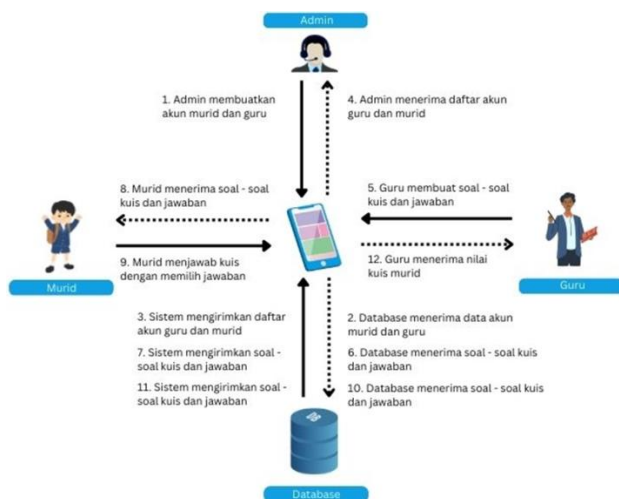 Admin
1. Admin membuatkan
akun murid dan guru
4. Admin menerima daftar akun
guru dan murid
8. Murid menerima soal - soal
kuis dan jawaban
5. Guru membuat soal - soal
kuis dan jawaban
9. Murid menjawab kuis
dengan memilih jawaban
12. Guru menerima nilai
kuis murid
Murid
Guru
3. Sistem mengirimkan daftar
akun guru dan murid
7. Sistem mengirimkan soal -
soal kuis dan jawaban
11. Sistem mengirimkan soal -
soal kuis dan jawaban
2. Database menerima data akun
murid dan guru
6. Database menerima soal - soal kuis
dan jawaban
10. Database menerima soal - soal kuis
dan jawaban
Database